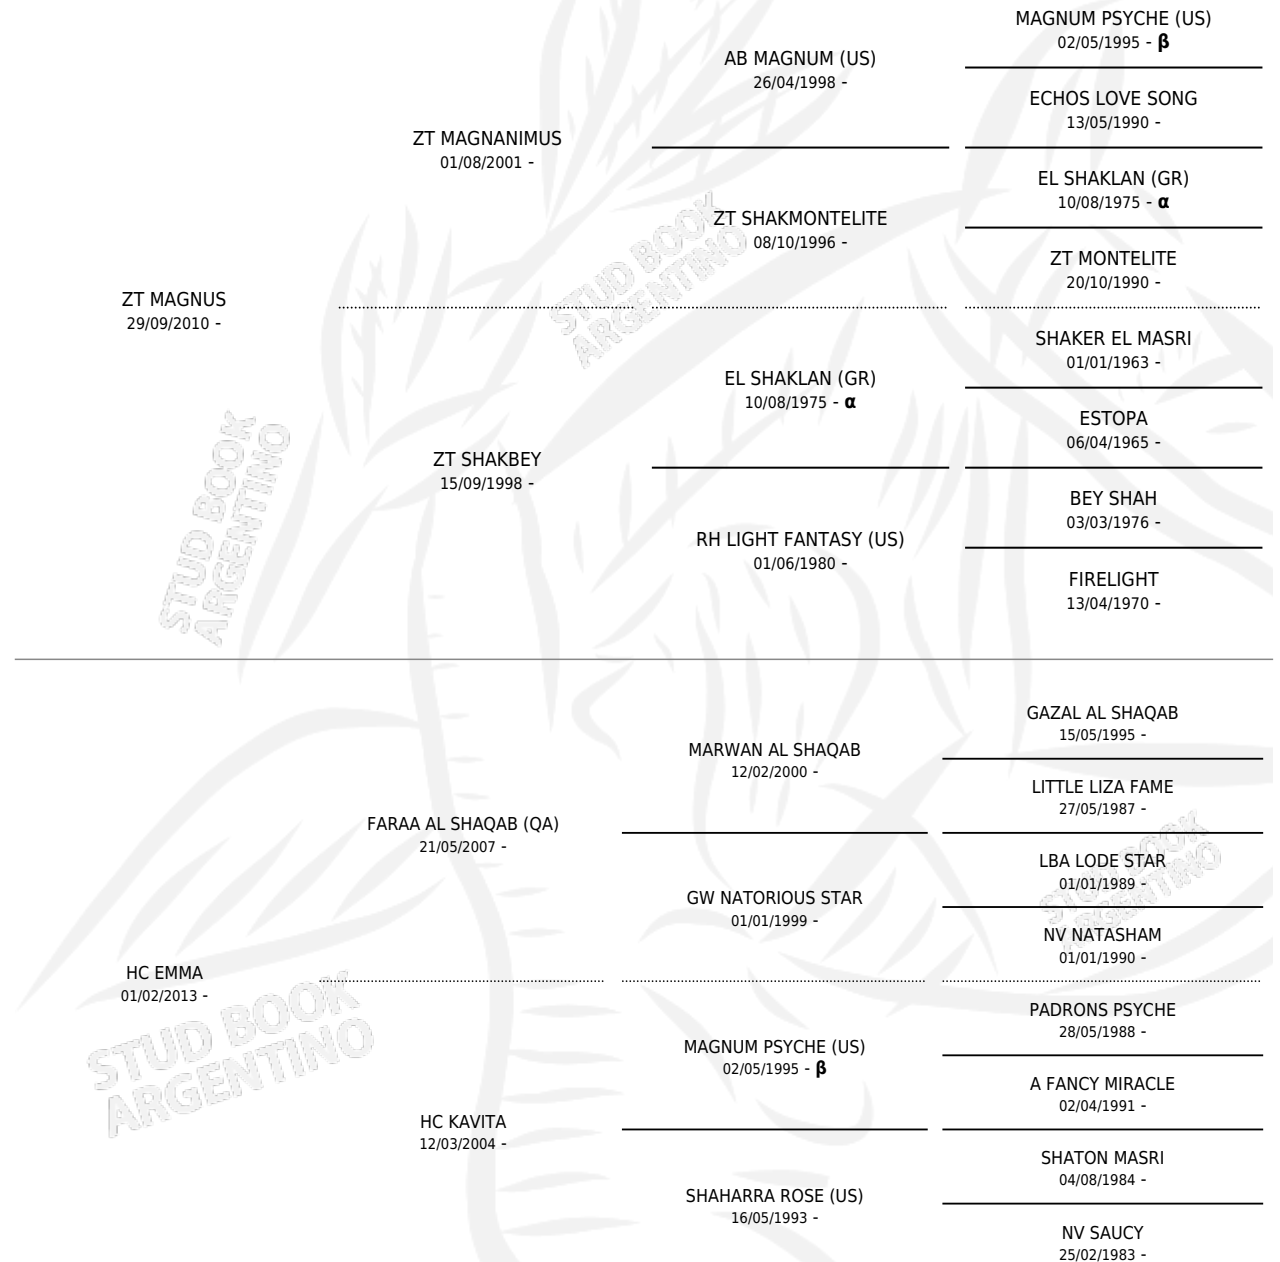 MAGNUM PSYCHE (US)
02/05/1995 - β
AB MAGNUM (US)
26/04/1998 -
ECHOS LOVE SONG
13/05/1990 -
ZT MAGNANIMUS
01/08/2001 -
EL SHAKLAN (GR)
10/08/1975 - α
ZT SHAKMONTELITE
08/10/1996 -
ZT MONTELITE
20/10/1990 -
ZT MAGNUS
29/09/2010 -
SHAKER EL MASRI
01/01/1963 -
EL SHAKLAN (GR)
10/08/1975 - α
ESTOPA
06/04/1965 -
ZT SHAKBEY
15/09/1998 -
BEY SHAH
03/03/1976 -
RH LIGHT FANTASY (US)
01/06/1980 -
FIRELIGHT
13/04/1970 -
GAZAL AL SHAQAB
15/05/1995 -
MARWAN AL SHAQAB
12/02/2000 -
LITTLE LIZA FAME
27/05/1987 -
FARAA AL SHAQAB (QA)
21/05/2007 -
LBA LODE STAR
01/01/1989 -
GW NATORIOUS STAR
01/01/1999 -
NV NATASHAM
01/01/1990 -
HC EMMA
01/02/2013 -
PADRONS PSYCHE
28/05/1988 -
MAGNUM PSYCHE (US)
02/05/1995 - β
A FANCY MIRACLE
02/04/1991 -
HC KAVITA
12/03/2004 -
SHATON MASRI
04/08/1984 -
SHAHARRA ROSE (US)
16/05/1993 -
NV SAUCY
25/02/1983 -
STUD BOOK
ARGENTINO
STUD BOOK
ARGENTINO
STUD BOOK
ARGENTINO
STUD BOOK
ARGENTINO